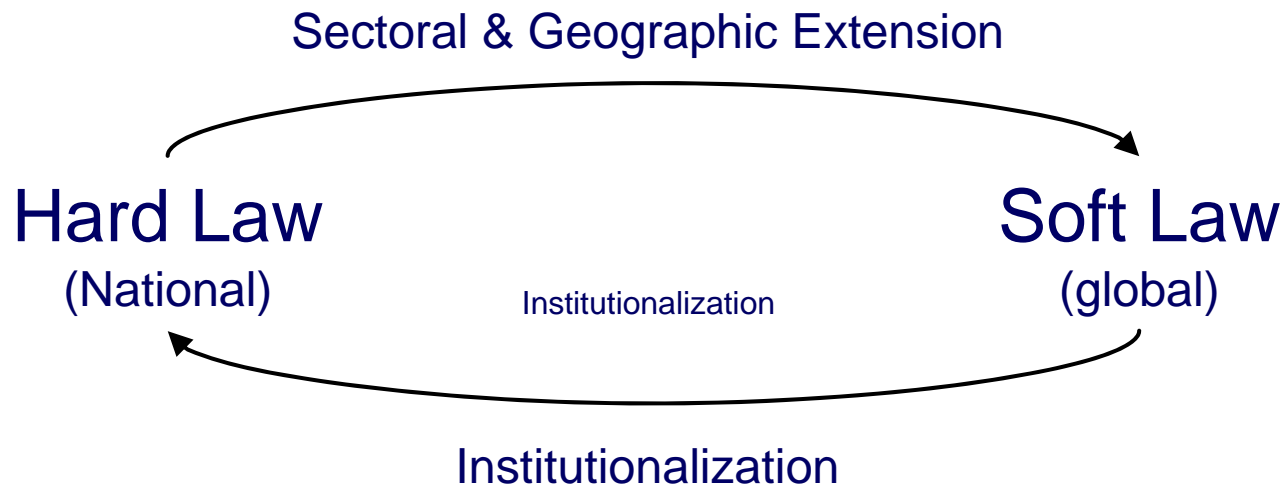 Sectoral & Geographic Extension
Hard Law
(National)
Soft Law
(global)
Institutionalization
Institutionalization